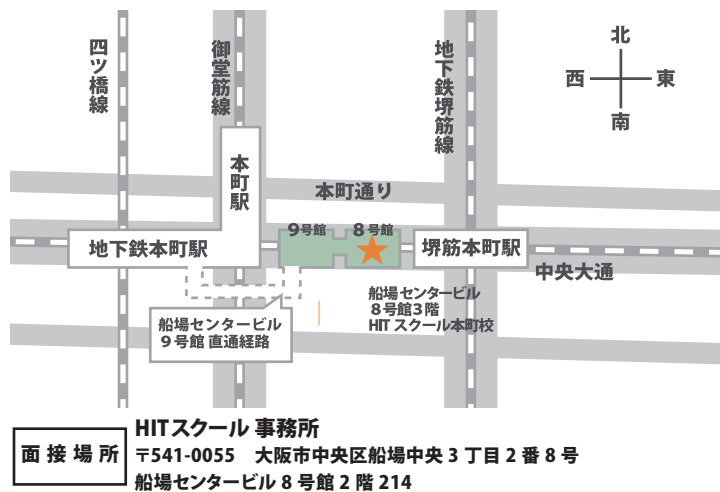 四ツ橋線
御堂筋線
地下鉄堺筋線
北
西
東
南
本町駅
本町通り
9号館
8号館
地下鉄本町駅
堺筋本町駅
中央大通
船場センタービル
8号館3階
HITスクール本町校
船場センタービル
9号館 直通経路
面接場所
HITスクール 事務所
〒541-0055 大阪市中央区船場中央3丁目2番8号
船場センタービル8号館2階214